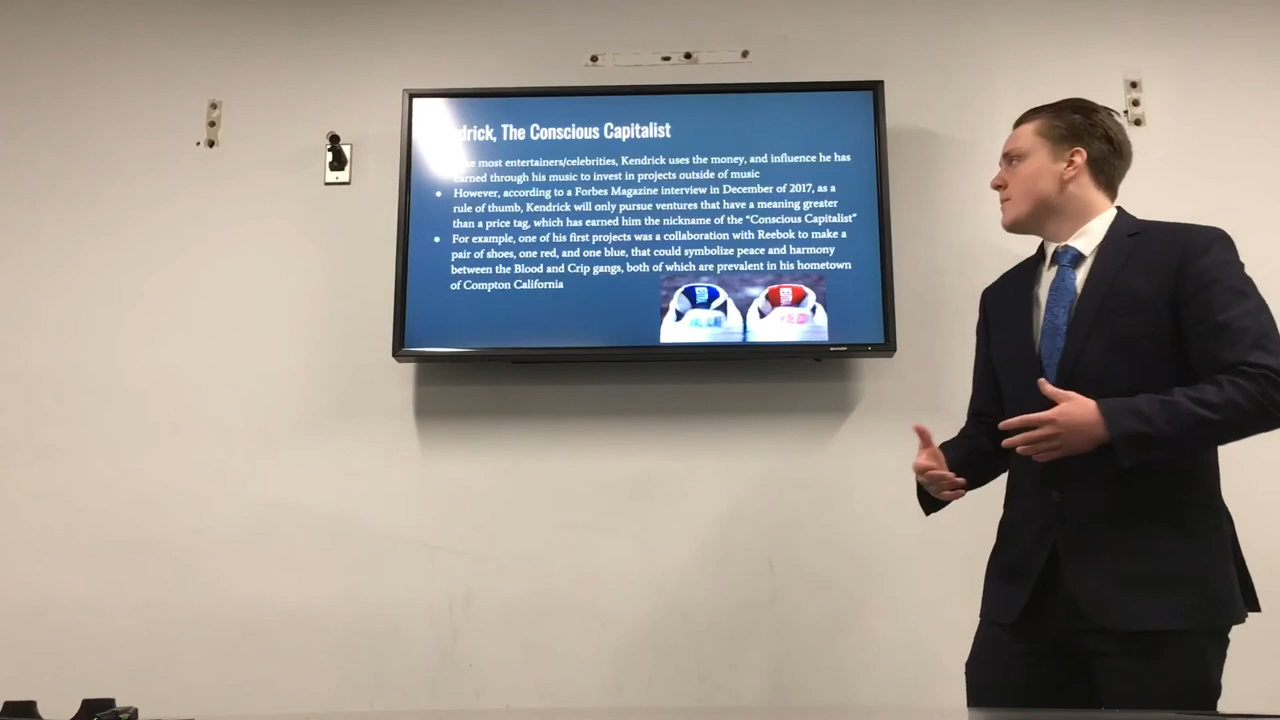 drick, The Conscious Capitalist
most entertainers/celebrities, Kendrick uses the money, and influence he has
earned through his music to invest in projects outside of music
● However, according to a Forbes Magazine interview in December of 2017, as a
rule of thumb, Kendrick will only pursue ventures that have a meaning greater
than a price tag, which has earned him the nickname of the “Conscious Capitalist”
● For example, one of his first projects was a collaboration with Reebok to make a
pair of shoes, one red, and one blue, that could symbolize peace and harmony
between the Blood and Crip gangs, both of which are prevalent in his hometown
of Compton California
SHARP